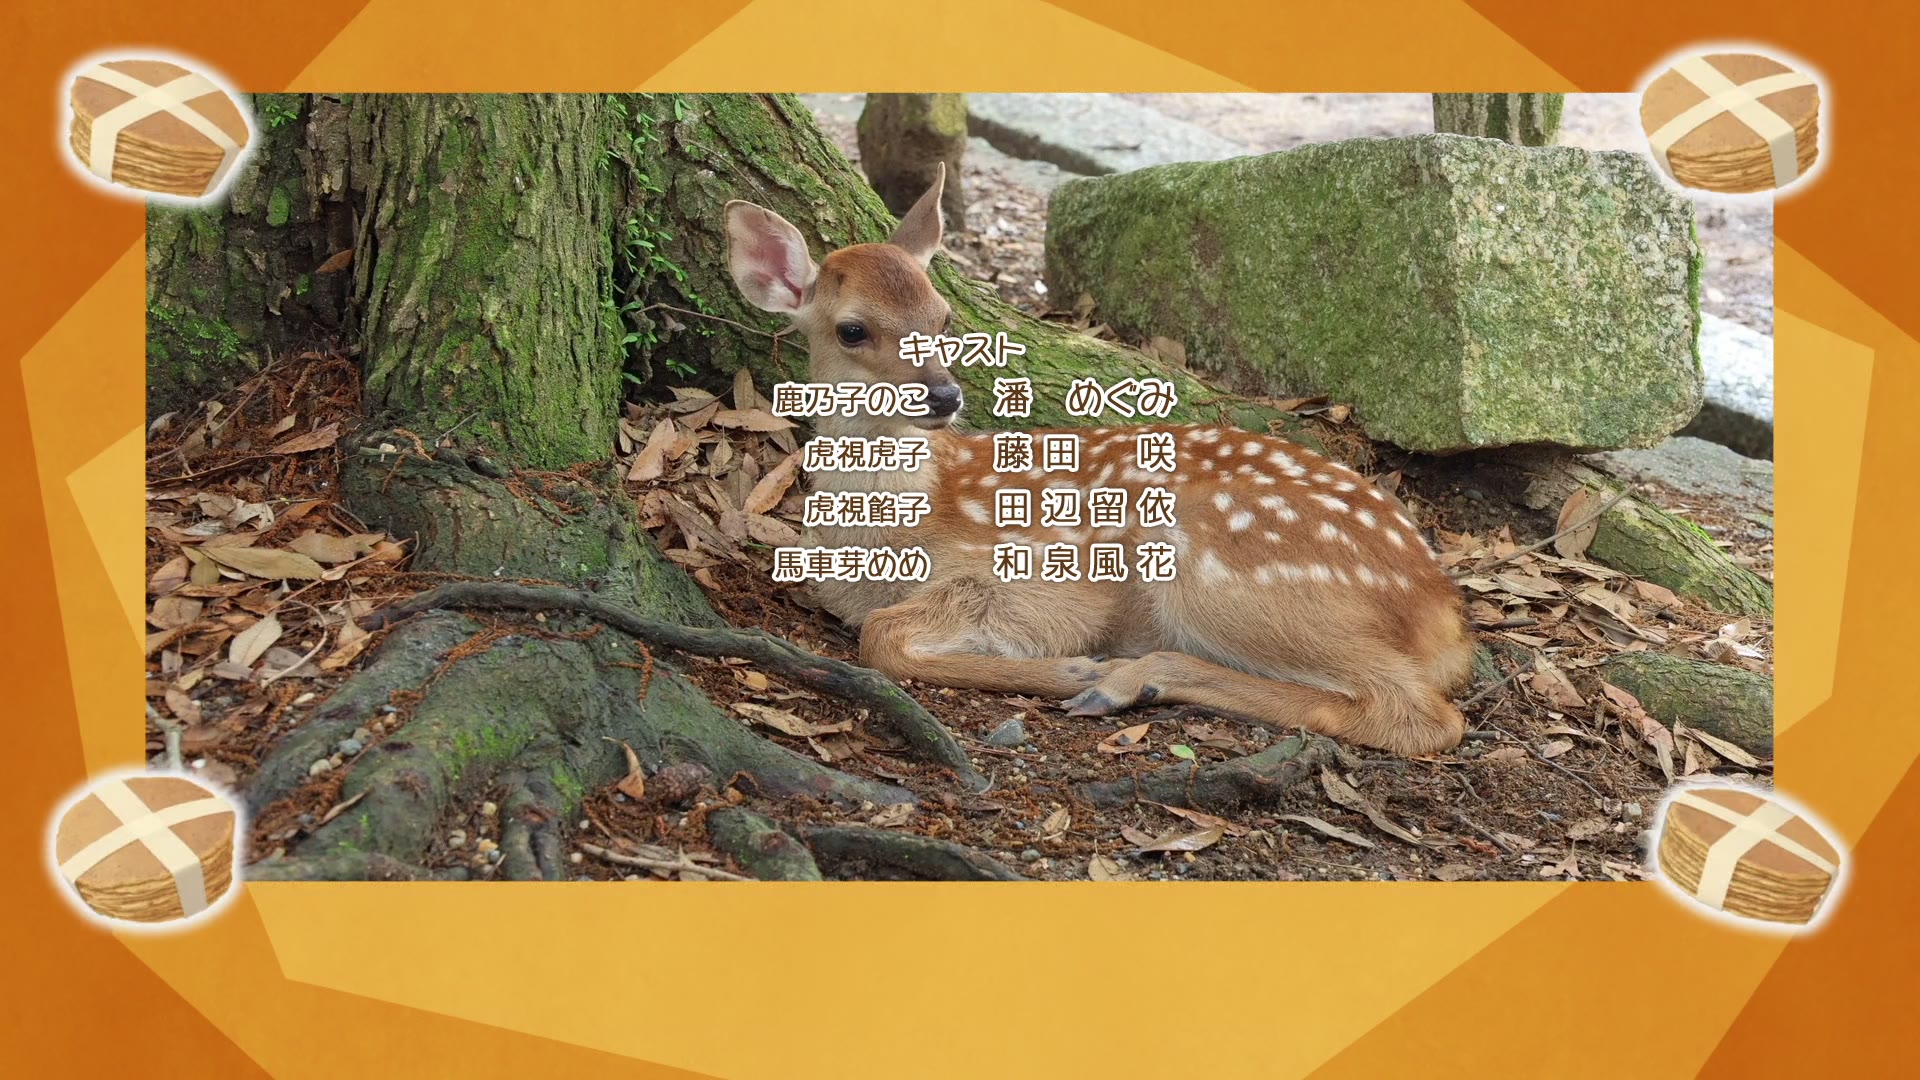 キャスト
鹿乃子のこ　潘　めぐみ
虎視虎子　藤田　咲
虎視餡子　田辺留依
馬車芽めめ　和泉風花